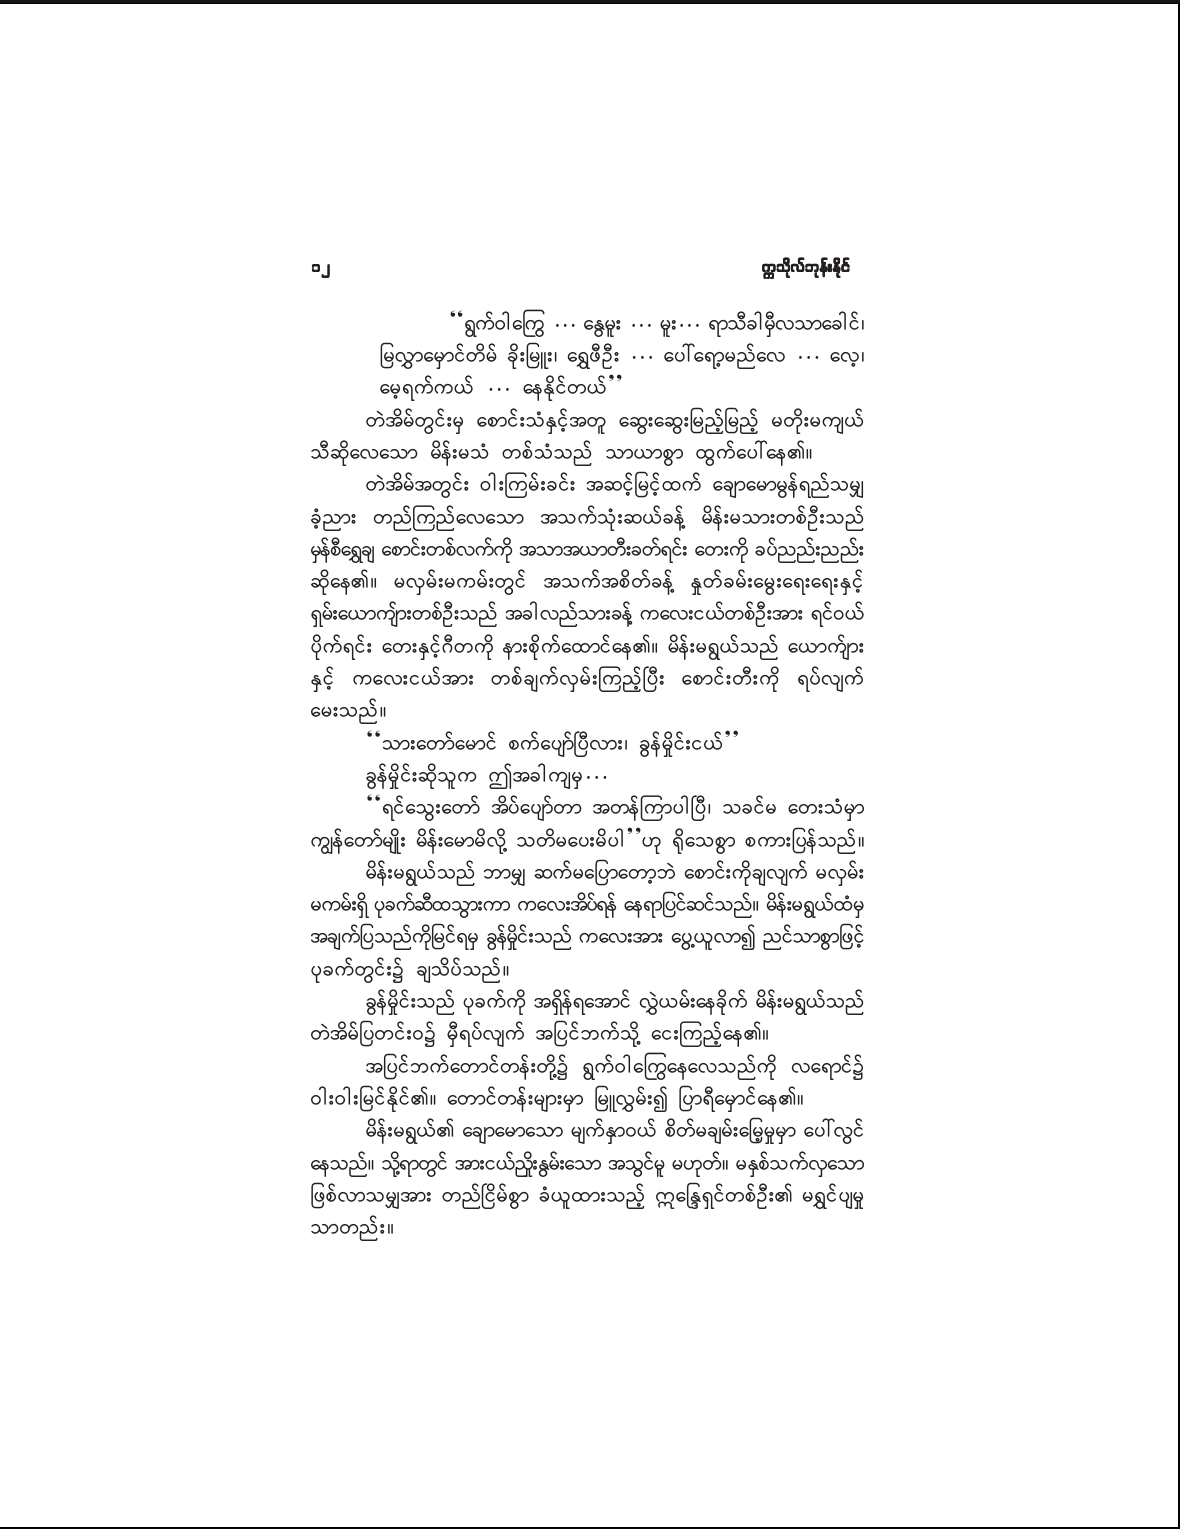 ၁၂ တက္ကသိုလ်ဘုန်းနိုင်
“ရွက်ဝါကြွေ ... နွေမူး ... မူး... ရာသီခါမှီလသာခေါင်၊
မြလွှာမှောင်တိမ် ခိုးမြူး၊ ရွှေဖီဦး ... ပေါ်ရော့မည်လေ ... လေ့၊
မေ့ရက်ကယ် ... နေနိုင်တယ်”
တဲအိမ်တွင်းမှ စောင်းသံနှင့်အတူ ဆွေးဆွေးမြည့်မြည့် မတိုးမကျယ်
သီဆိုလေသော မိန်းမသံ တစ်သံသည် သာယာစွာ ထွက်ပေါ်နေ၏။
တဲအိမ်အတွင်း ဝါးကြမ်းခင်း အဆင့်မြင့်ထက် ချောမောမွန်ရည်သမျှ
ခံ့ညား တည်ကြည်လေသော အသက်သုံးဆယ်ခန့် မိန်းမသားတစ်ဦးသည်
မှန်စီရွှေချ စောင်းတစ်လက်ကို အသာအယာတီးခတ်ရင်း တေးကို ခပ်ညည်းညည်း
ဆိုနေ၏။ မလှမ်းမကမ်းတွင် အသက်အစိတ်ခန့် နှုတ်ခမ်းမွေးရေးရေးနှင့်
ရှမ်းယောက်ျားတစ်ဦးသည် အခါလည်သားခန့် ကလေးငယ်တစ်ဦးအား ရင်ဝယ်
ပိုက်ရင်း တေးနှင့်ဂီတကို နားစိုက်ထောင်နေ၏။ မိန်းမရွယ်သည် ယောက်ျား
နှင့် ကလေးငယ်အား တစ်ချက်လှမ်းကြည့်ပြီး စောင်းတီးကို ရပ်လျက်
မေးသည်။
“သားတော်မောင် စက်ပျော်ပြီလား၊ ခွန်မှိုင်းငယ်”
ခွန်မှိုင်းဆိုသူက ဤအခါကျမှ...
“ရင်သွေးတော် အိပ်ပျော်တာ အတန်ကြာပါပြီ၊ သခင်မ တေးသံမှာ
ကျွန်တော်မျိုး မိန်းမောမိလို့ သတိမပေးမိပါ”ဟု ရိုသေစွာ စကားပြန်သည်။
မိန်းမရွယ်သည် ဘာမျှ ဆက်မပြောတော့ဘဲ စောင်းကိုချလျက် မလှမ်း
မကမ်းရှိ ပုခက်ဆီထသွားကာ ကလေးအိပ်ရန် နေရာပြင်ဆင်သည်။ မိန်းမရွယ်ထံမှ
အချက်ပြသည်ကိုမြင်ရမှ ခွန်မှိုင်းသည် ကလေးအား ပွေ့ယူလာ၍ ညင်သာစွာဖြင့်
ပုခက်တွင်း၌ ချသိပ်သည်။
ခွန်မှိုင်းသည် ပုခက်ကို အရှိန်ရအောင် လွှဲယမ်းနေခိုက် မိန်းမရွယ်သည်
တဲအိမ်ပြတင်းဝ၌ မှီရပ်လျက် အပြင်ဘက်သို့ ငေးကြည့်နေ၏။
အပြင်ဘက်တောင်တန်းတို့၌ ရွက်ဝါကြွေနေလေသည်ကို လရောင်၌
ဝါးဝါးမြင်နိုင်၏။ တောင်တန်းများမှာ မြူလွှမ်း၍ ပြာရီမှောင်နေ၏။
မိန်းမရွယ်၏ ချောမောသော မျက်နှာဝယ် စိတ်မချမ်းမြေ့မှုမှာ ပေါ်လွင်
နေသည်။ သို့ရာတွင် အားငယ်ညှိုးနွမ်းသော အသွင်မူ မဟုတ်။ မနှစ်သက်လှသော
ဖြစ်လာသမျှအား တည်ငြိမ်စွာ ခံယူထားသည့် ဣန္ဒြေရှင်တစ်ဦး၏ မရွှင်ပျမှု
သာတည်း။